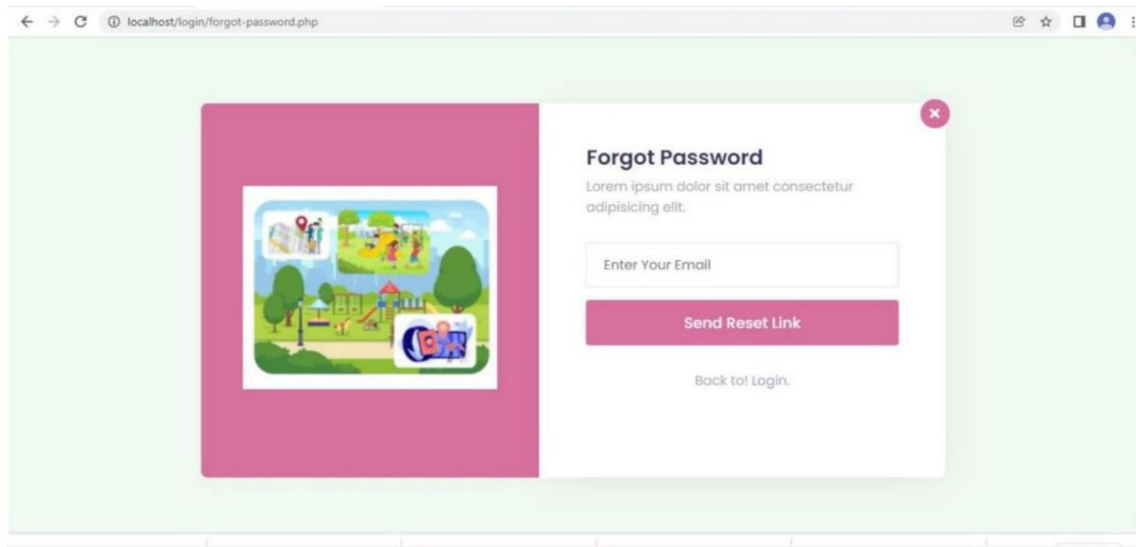 localhost/login/forgot-password.php
Forgot Password
Lorem ipsum dolor sit amet consectetur
adipisicing elit.
Enter Your Email
Send Reset Link
Back to! Login.